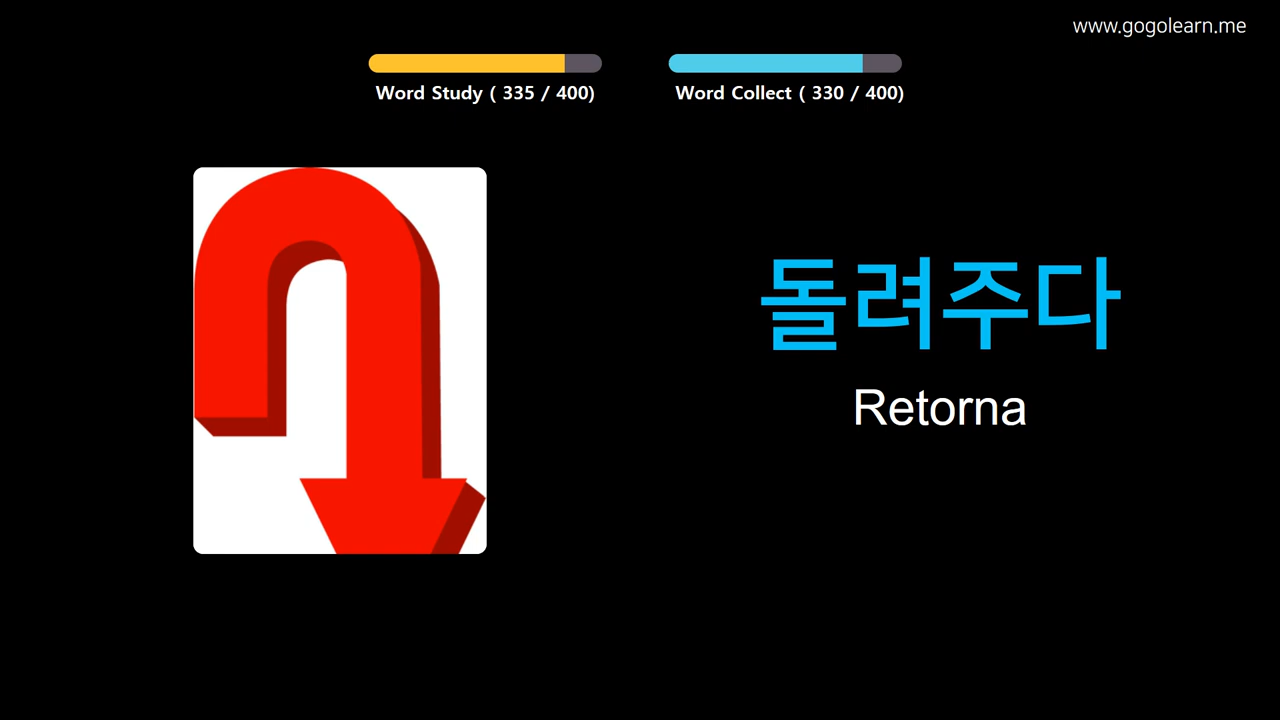 www.gogolearn.me
Word Study ( 335 / 400)
Word Collect ( 330 / 400)
돌려주다
Retorna